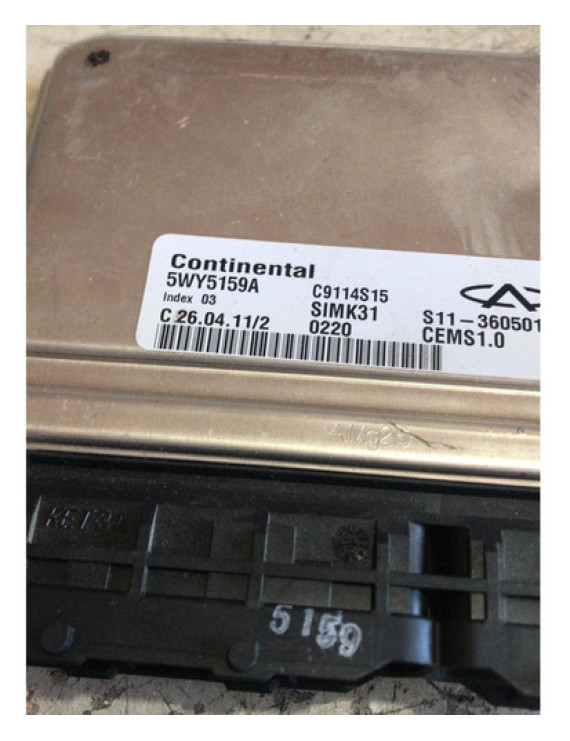 Continental
5WY5159A
C9114S15
Index 03
SIMK31
S11-360501
C 26.04.11/2
0220
CEMS1.0
5159